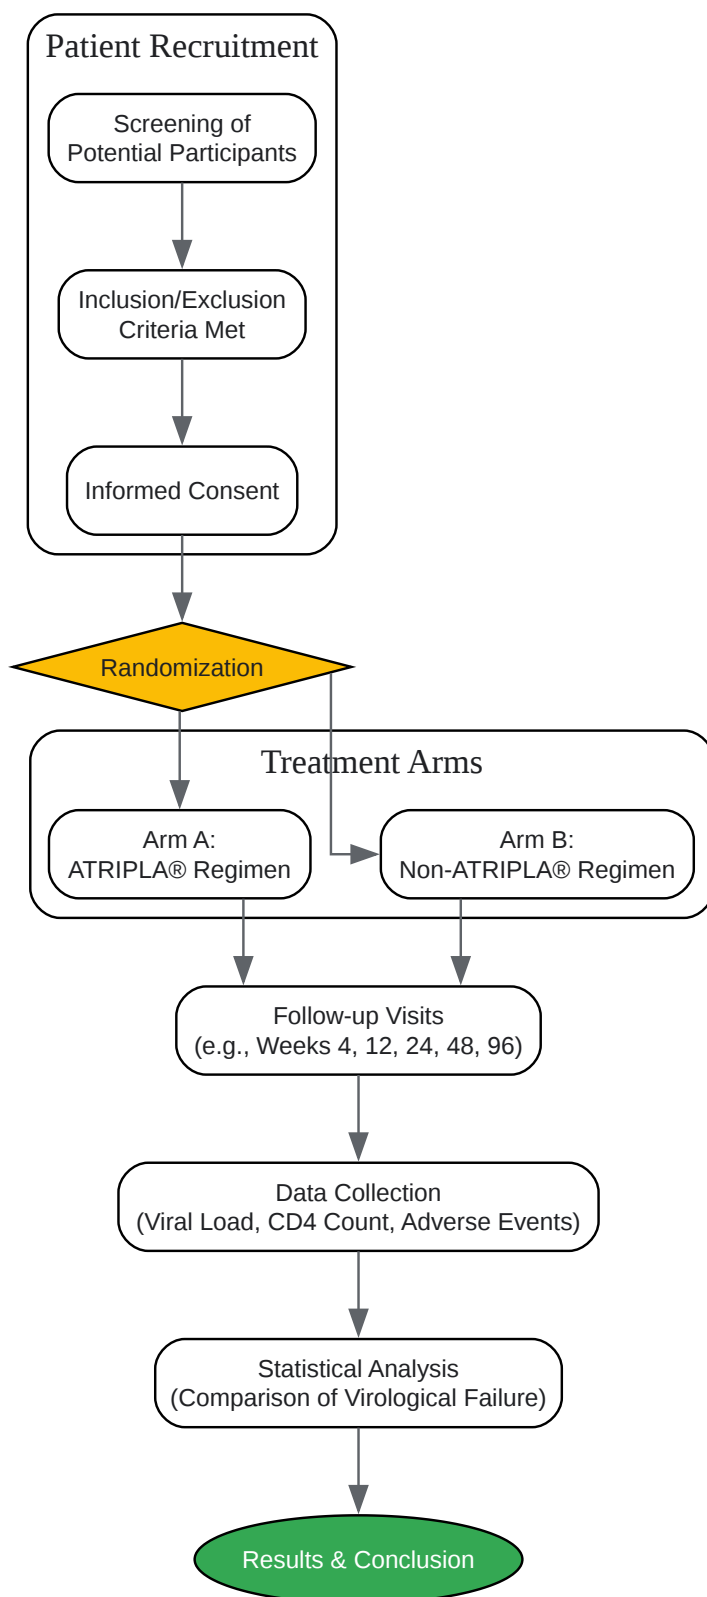 Patient Recruitment
Screening of
Potential Participants
Inclusion/Exclusion
Criteria Met
Informed Consent
Randomization
Treatment Arms
Arm A:
ATRIPLA® Regimen
Arm B:
Non-ATRIPLA® Regimen
Follow-up Visits
(e.g., Weeks 4, 12, 24, 48, 96)
Data Collection
(Viral Load, CD4 Count, Adverse Events)
Statistical Analysis
(Comparison of Virological Failure)
Results & Conclusion